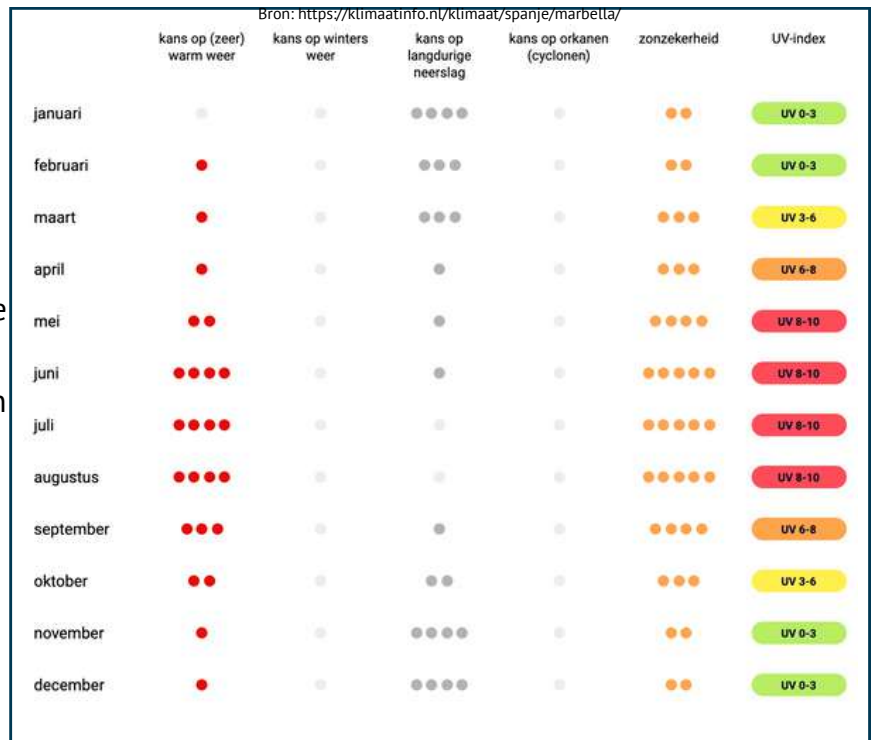 Bron: https://klimaatinfo.nl/klimaat/spanje/marbella/
kans op (zeer) warm weer kans op winters weer kans op langdurige neerslag kans op orkanen (cyclonen) zonzekerheid UV-index
januari UV 0-3
februari UV 0-3
maart UV 3-6
april UV 6-8
e
mei UV 8-10
juni UV 8-10
n
juli UV 8-10
augustus UV 8-10
september UV 6-8
oktober UV 3-6
november UV 0-3
december UV 0-3